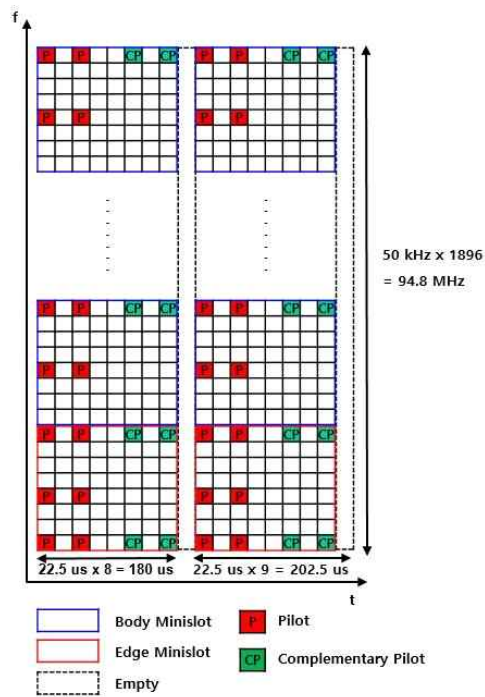 f
P P CP CP P P CP CP
P P P P
50 kHz x 1896
= 94.8 MHz
P P CP CP P P CP CP
P P P P
P P CP CP P P CP CP
P P P P
P P CP CP P P CP CP
22.5 us x 8 = 180 us 22.5 us x 9 = 202.5 us
t
Body Minislot P Pilot
Edge Minislot CP Complementary Pilot
Empty